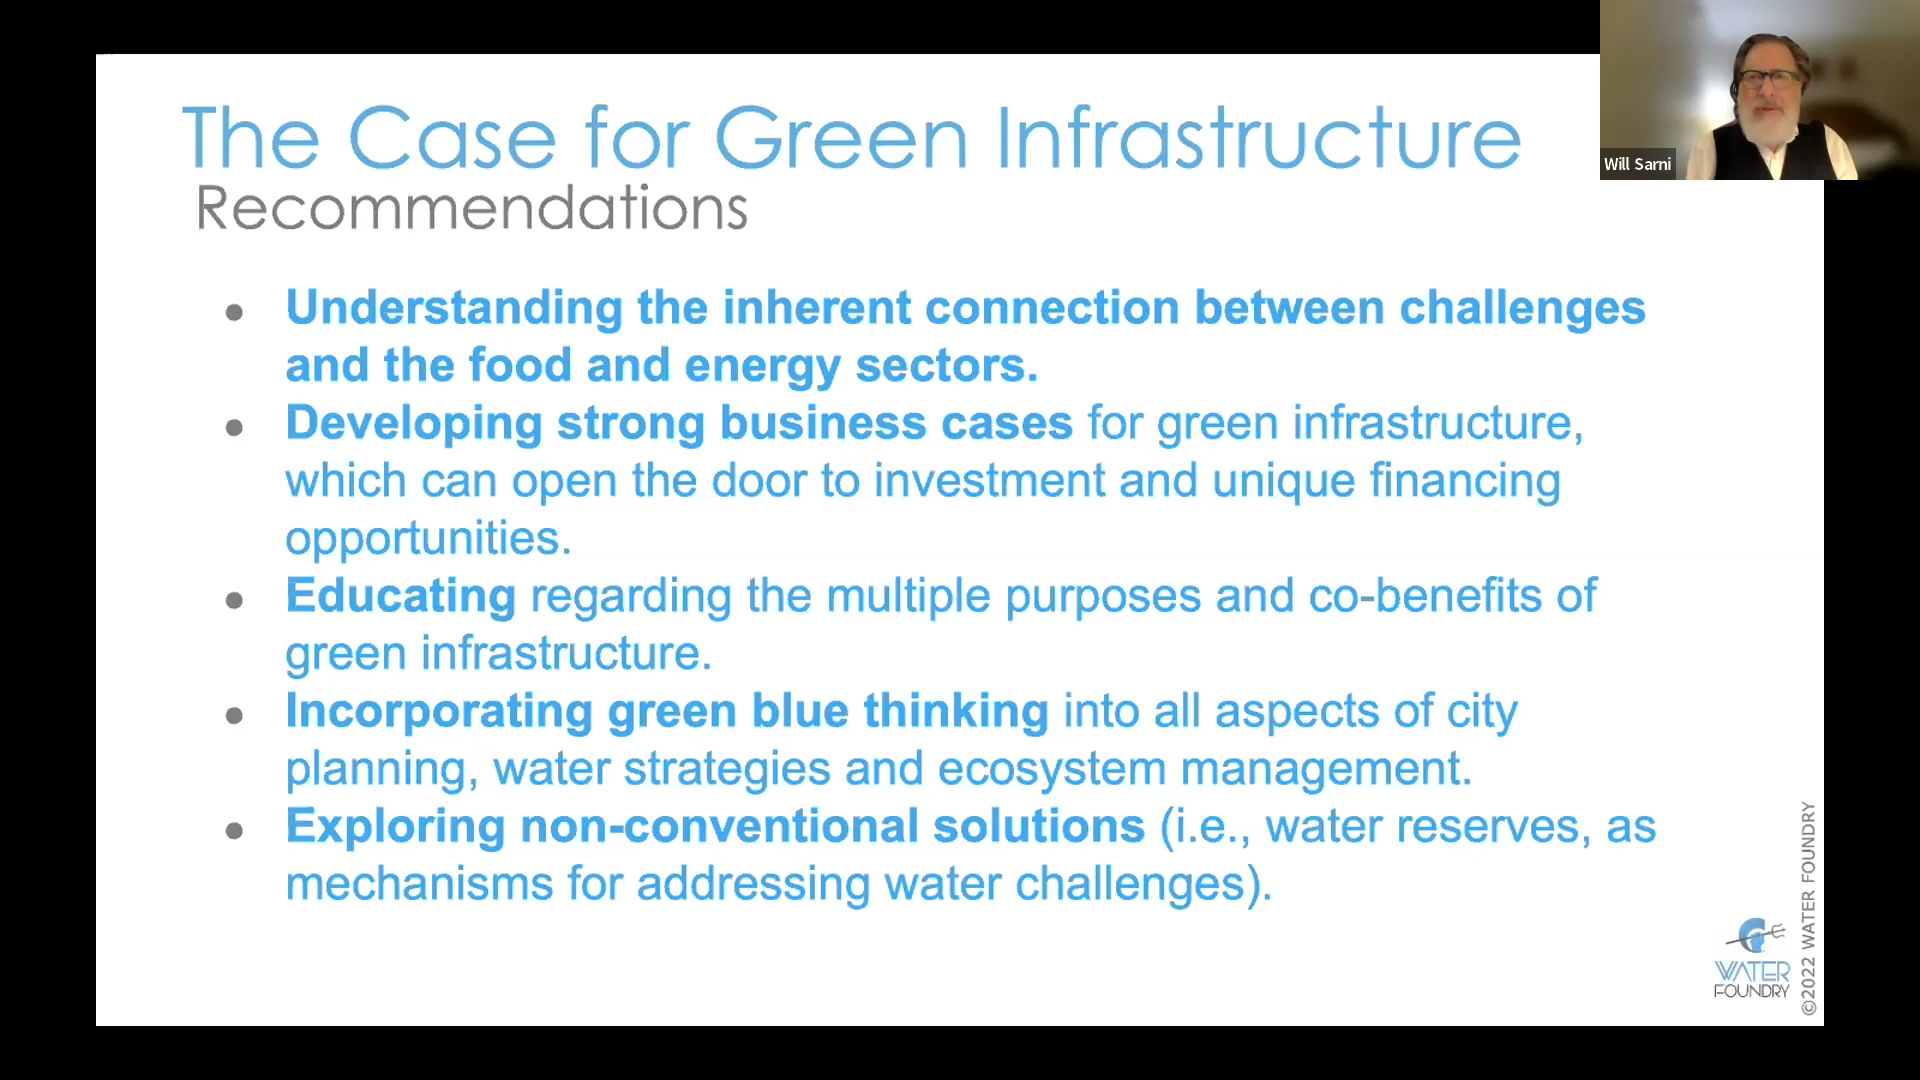 The Case for Green Infrastructure
Recommendations
Will Sarni
• Understanding the inherent connection between challenges
and the food and energy sectors.
• Developing strong business cases for green infrastructure,
which can open the door to investment and unique financing
opportunities.
• Educating regarding the multiple purposes and co-benefits of
green infrastructure.
• Incorporating green blue thinking into all aspects of city
planning, water strategies and ecosystem management.
• Exploring non-conventional solutions (i.e., water reserves, as
mechanisms for addressing water challenges).
WATER
FOUNDRY
©2022 WATER FOUNDRY